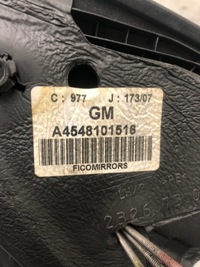 C : 977 J : 173/07
GM
A4548101516
FICOMIRRORS